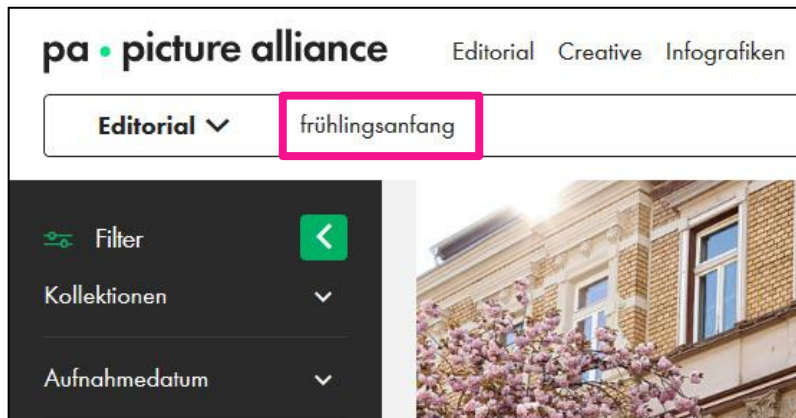 pa • picture alliance Editorial Creative Infografiken
Editorial frühlingsanfang
Filter
Kollektionen
Aufnahmedatum